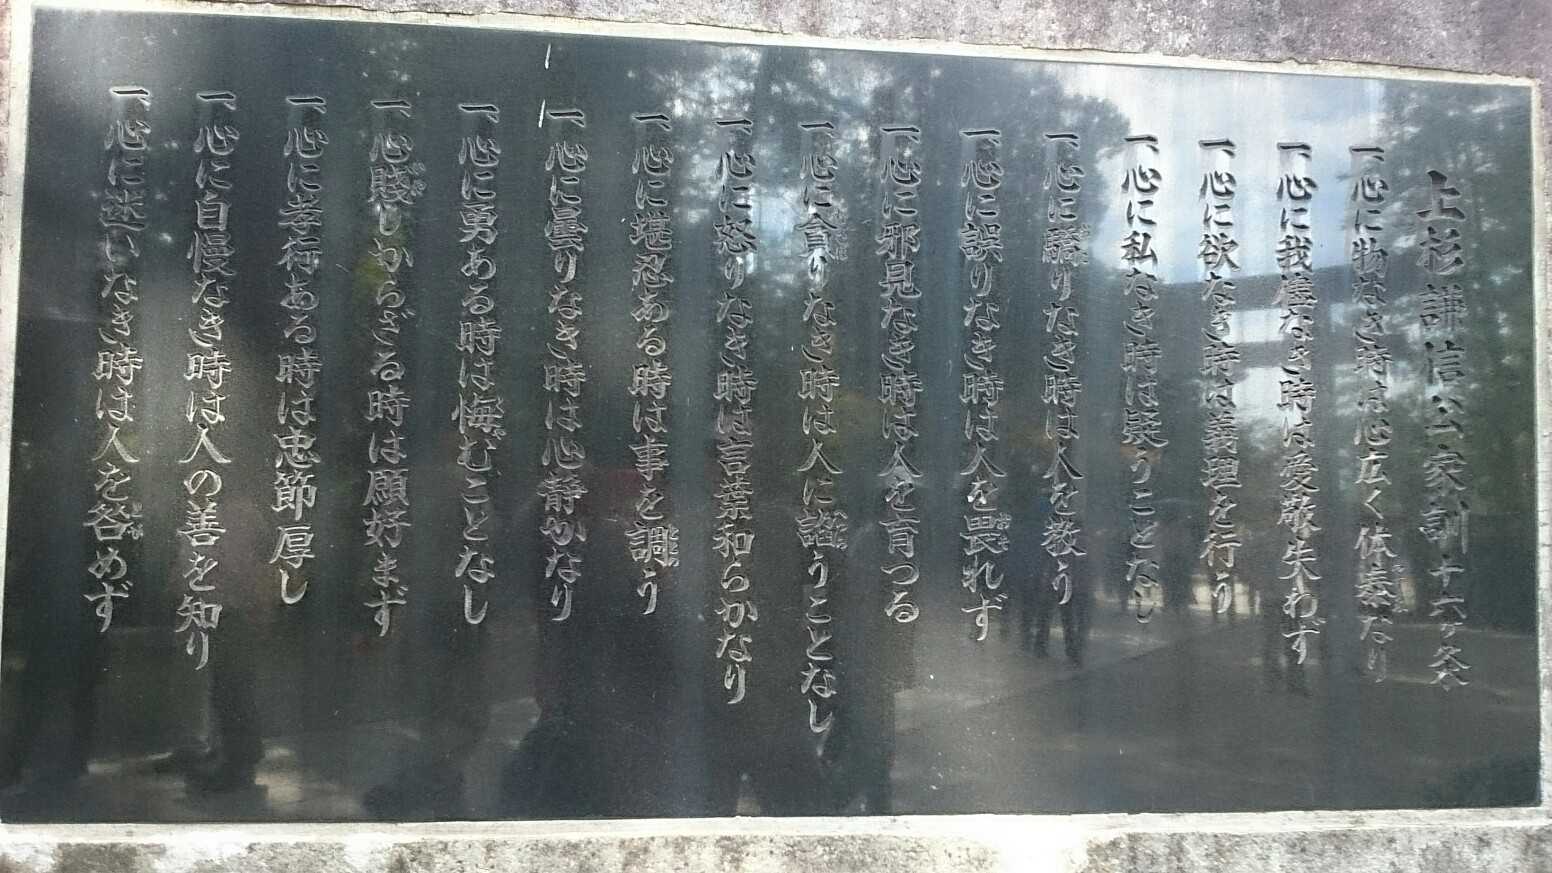 上杉謙信公家訓十六ケ条
一、心に物なき時は心広く体泰なり
一、心に我儘なき時は愛敬失わず
一、心に欲なき時は義理を行う
一、心に私なき時は疑うことなし
一、心に驕りなき時は人を教う
一、心に誤りなき時は人を畏れず
一、心に邪見なき時は人を育つる
一、心に貪りなき時は人に諂うことなし
一、心に怒りなき時は言葉和らかなり
一、心に堪忍ある時は事を調う
一、心に曇りなき時は心静かなり
一、心に勇ある時は悔むことなし
一、心賤しからざる時は願好まず
一、心に孝行ある時は忠節厚し
一、心に自慢なき時は人の善を知り
一、心に迷いなき時は人を咎めず